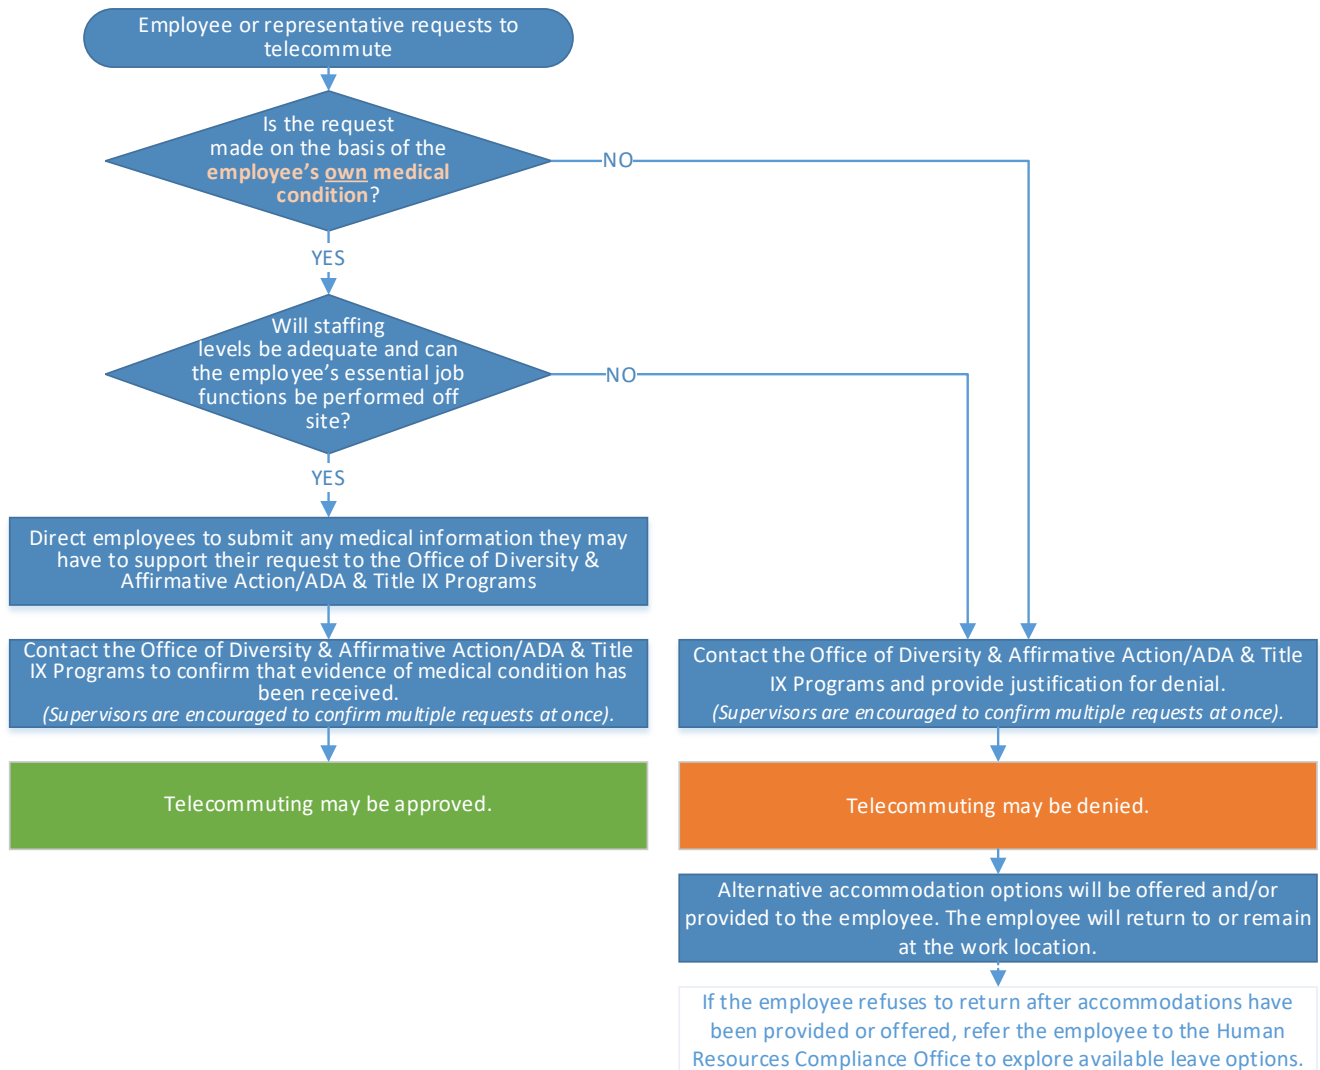 Employee or representative requests to
telecommute
Is the request
made on the basis of the
employee's own medical
condition?
NO
YES
Will staffing
levels be adequate and can
the employee's essential job
functions be performed off
site?
NO
YES
Direct employees to submit any medical information they may
have to support their request to the Office of Diversity &
Affirmative Action/ADA & Title IX Programs
Contact the Office of Diversity & Affirmative Action/ADA & Title
IX Programs to confirm that evidence of medical condition has
been received.
(Supervisors are encouraged to confirm multiple requests at once).
Telecommuting may be approved.
Contact the Office of Diversity & Affirmative Action/ADA & Title
IX Programs and provide justification for denial.
(Supervisors are encouraged to confirm multiple requests at once).
Telecommuting may be denied.
Alternative accommodation options will be offered and/or
provided to the employee. The employee will return to or remain
at the work location.
If the employee refuses to return after accommodations have
been provided or offered, refer the employee to the Human
Resources Compliance Office to explore available leave options.